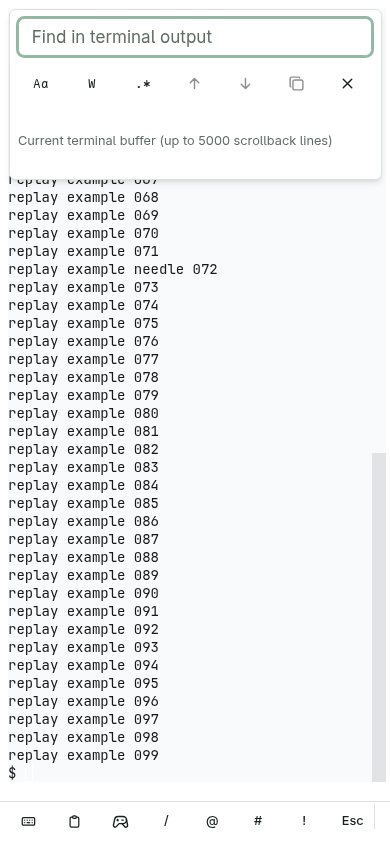 Find in terminal output
Aa W .*
Current terminal buffer (up to 5000 scrollback lines)
replay example 067
replay example 068
replay example 069
replay example 070
replay example 071
replay example needle 072
replay example 073
replay example 074
replay example 075
replay example 076
replay example 077
replay example 078
replay example 079
replay example 080
replay example 081
replay example 082
replay example 083
replay example 084
replay example 085
replay example 086
replay example 087
replay example 088
replay example 089
replay example 090
replay example 091
replay example 092
replay example 093
replay example 094
replay example 095
replay example 096
replay example 097
replay example 098
replay example 099
$
/ @ # ! Esc